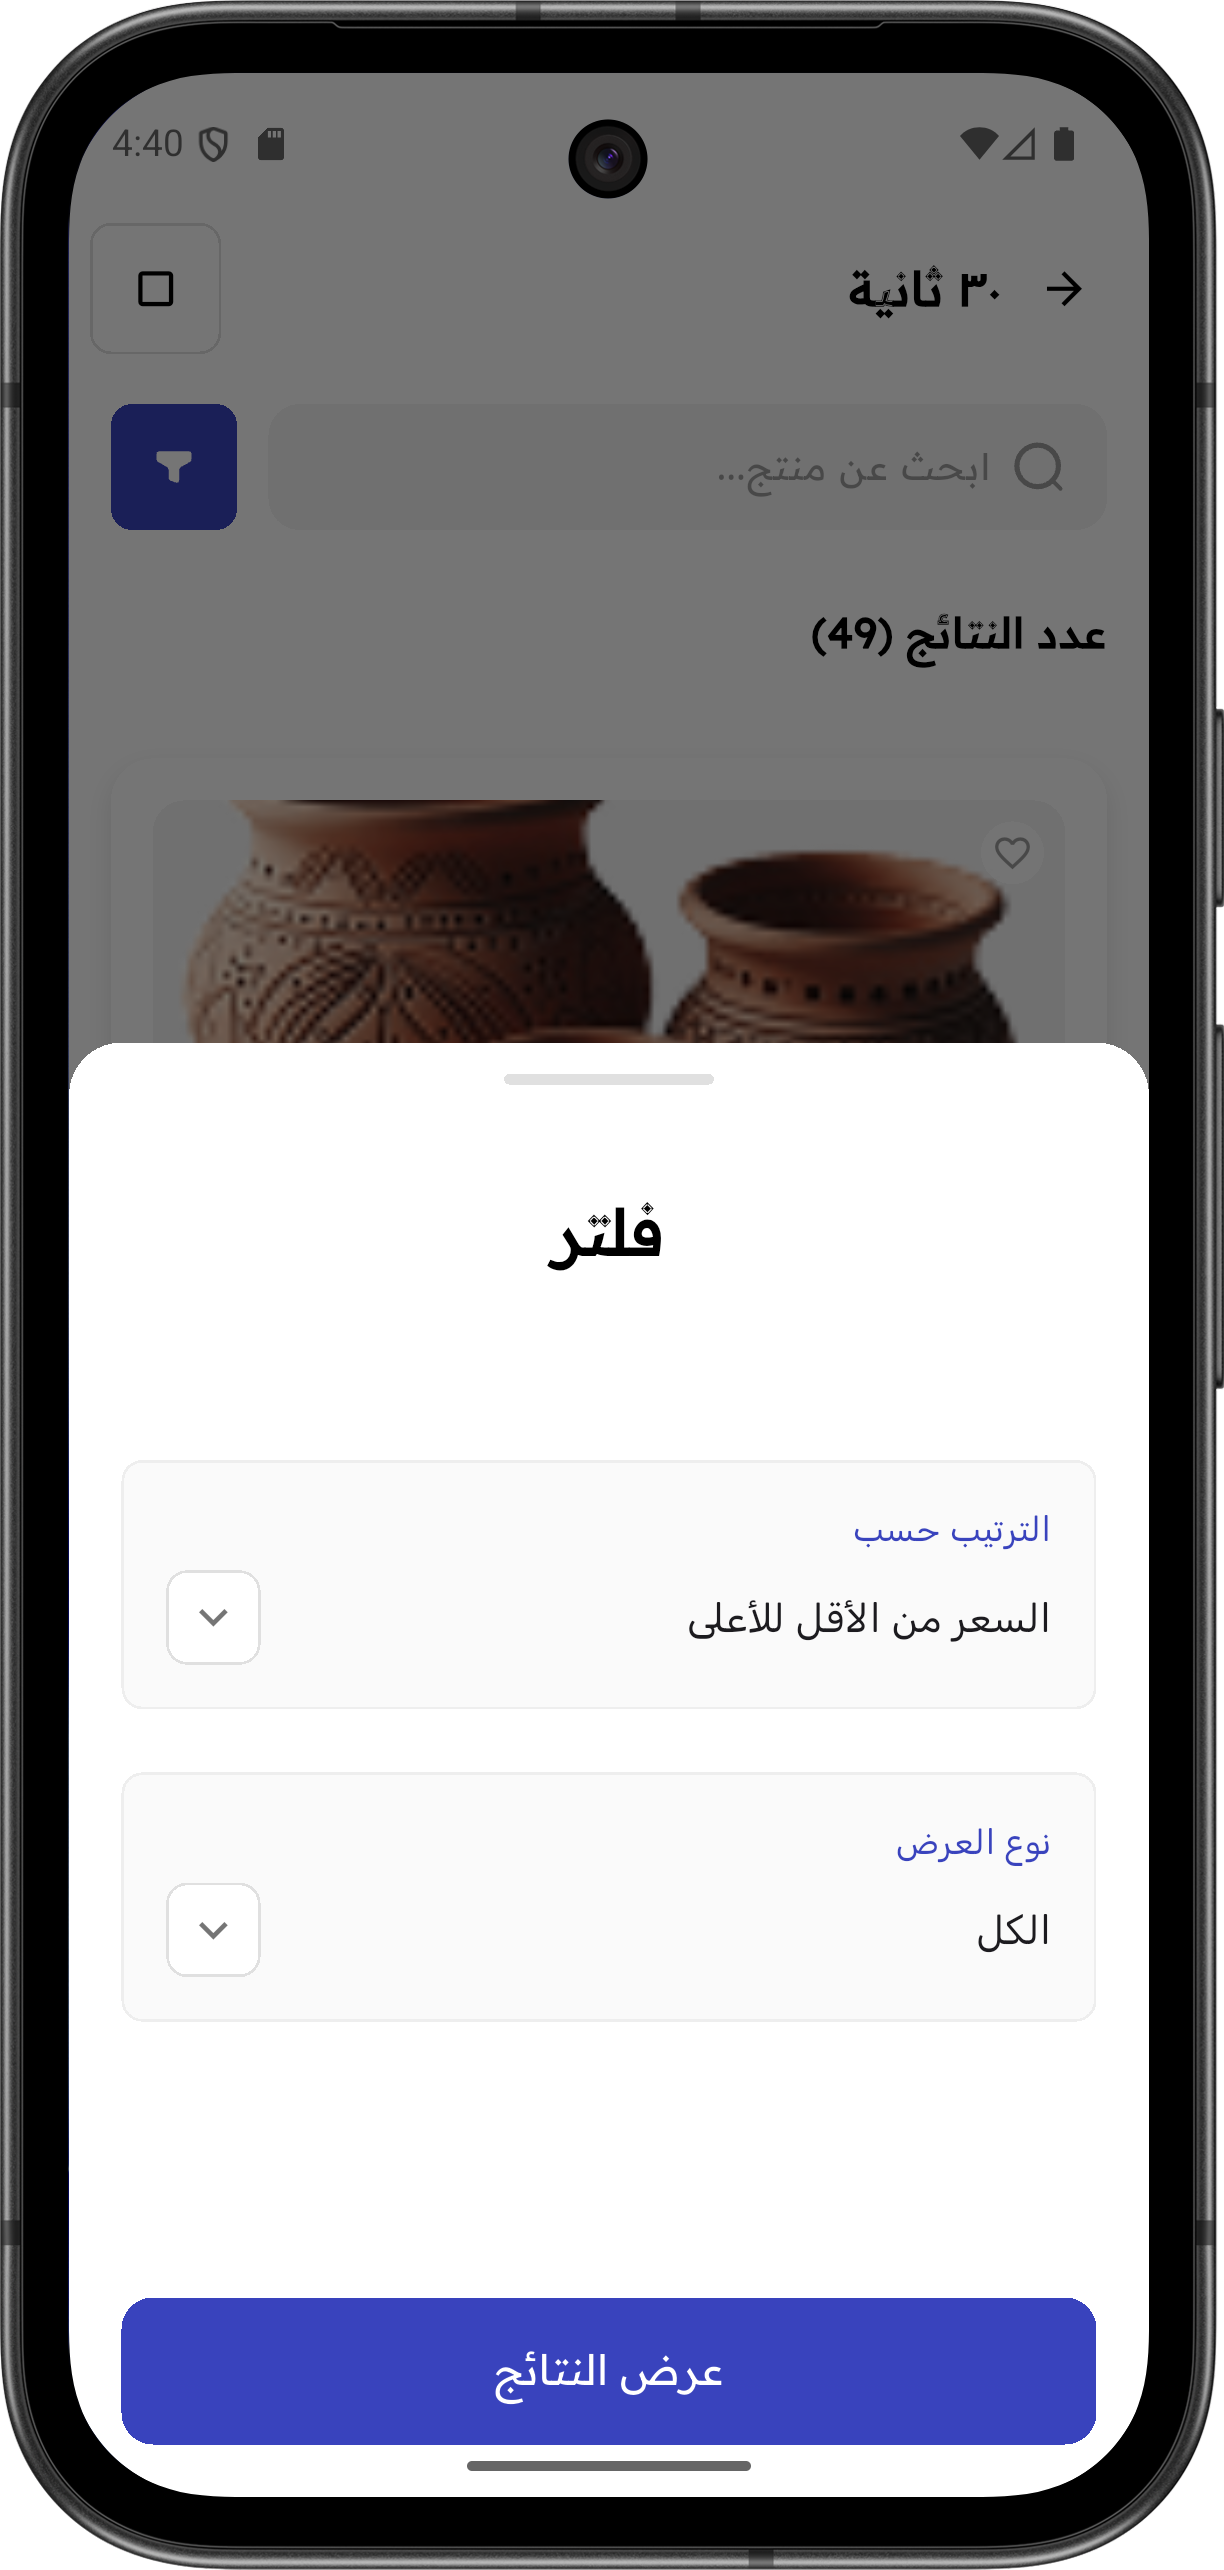 4:40
٣٠ ثانية
ابحث عن منتج...
عدد النتائج (49)
فلتر
الترتيب حسب
السعر من الأقل للأعلى
نوع العرض
الكل
عرض النتائج